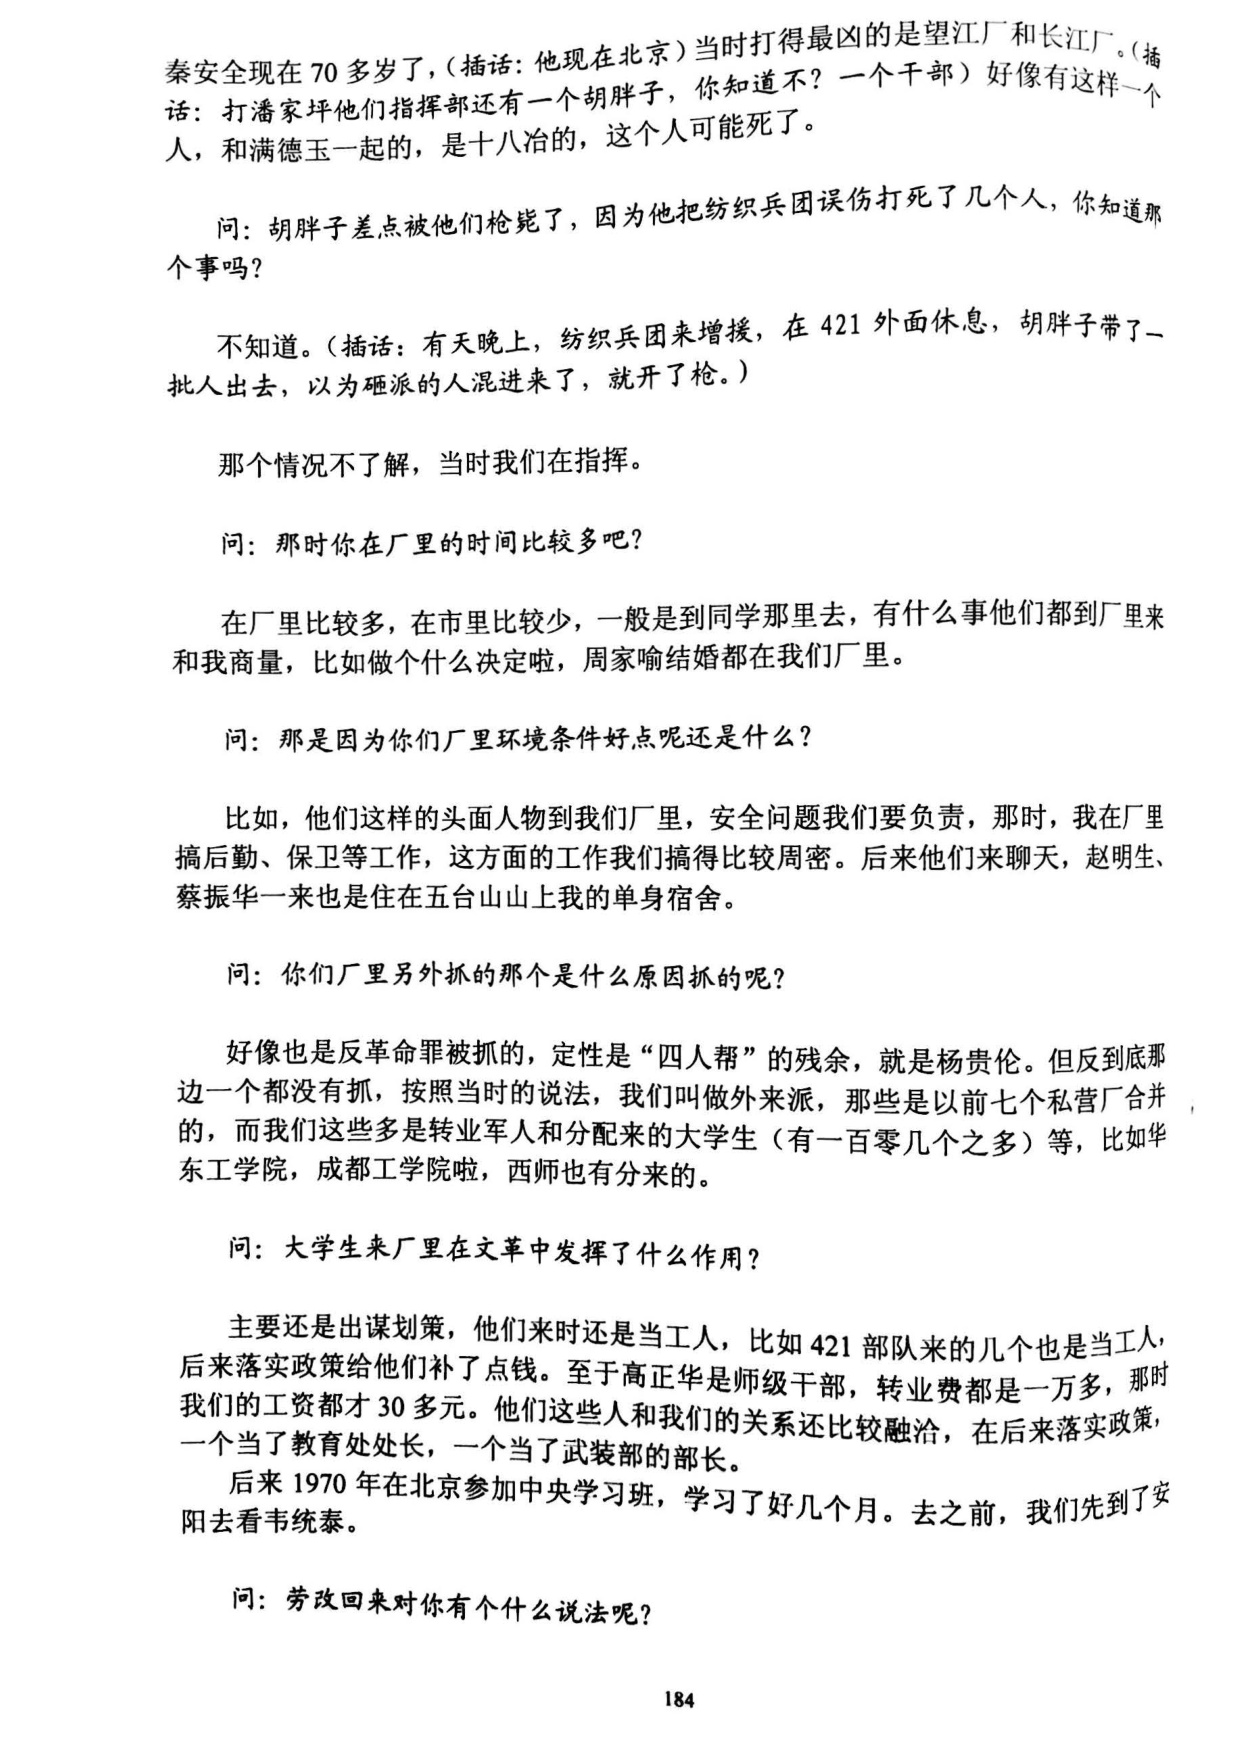 秦安全现在 70 多岁了，（插话：他现在北京）当时打得最凶的是望江厂和长江厂。（插
话：打潘家坪他们指挥部还有一个胡胖子，你知道不？一个干部）好像有这样一个
人，和满德玉一起的，是十八冶的，这个人可能死了。
问：胡胖子差点被他们枪毙了，因为他把纺织兵团误伤打死了几个人，你知道那
个事吗？
不知道。（插话：有天晚上，纺织兵团来增援，在 421 外面休息，胡胖子带了一
批人出去，以为砸派的人混进来了，就开了枪。）
那个情况不了解，当时我们在指挥。
问：那时你在厂里的时间比较多吧？
在厂里比较多，在市里比较少，一般是到同学那里去，有什么事他们都到厂里来
和我商量，比如做个什么决定啦，周家喻结婚都在我们厂里。
问：那是因为你们厂里环境条件好点呢还是什么？
比如，他们这样的头面人物到我们厂里，安全问题我们要负责，那时，我在厂里
搞后勤、保卫等工作，这方面的工作我们搞得比较周密。后来他们来聊天，赵明生、
蔡振华一来也是住在五台山山上我的单身宿舍。
问：你们厂里另外抓的那个是什么原因抓的呢？
好像也是反革命罪被抓的，定性是“四人帮”的残余，就是杨贵伦。但反到底那
边一个都没有抓，按照当时的说法，我们叫做外来派，那些是以前七个私营厂合并
的，而我们这些多是转业军人和分配来的大学生（有一百零几个之多）等，比如华
东工学院，成都工学院啦，西师也有分来的。
问：大学生来厂里在文革中发挥了什么作用？
主要还是出谋划策，他们来时还是当工人，比如 421 部队来的几个也是当工人，
后来落实政策给他们补了点钱。至于高正华是师级干部，转业费都是一万多，那时
我们的工资都才 30 多元。他们这些人和我们的关系还比较融洽，在后来落实政策，
一个当了教育处处长，一个当了武装部的部长。
后来 1970 年在北京参加中央学习班，学习了好几个月。去之前，我们先到了安
阳去看韦统泰。
问：劳改回来对你有个什么说法呢？
184